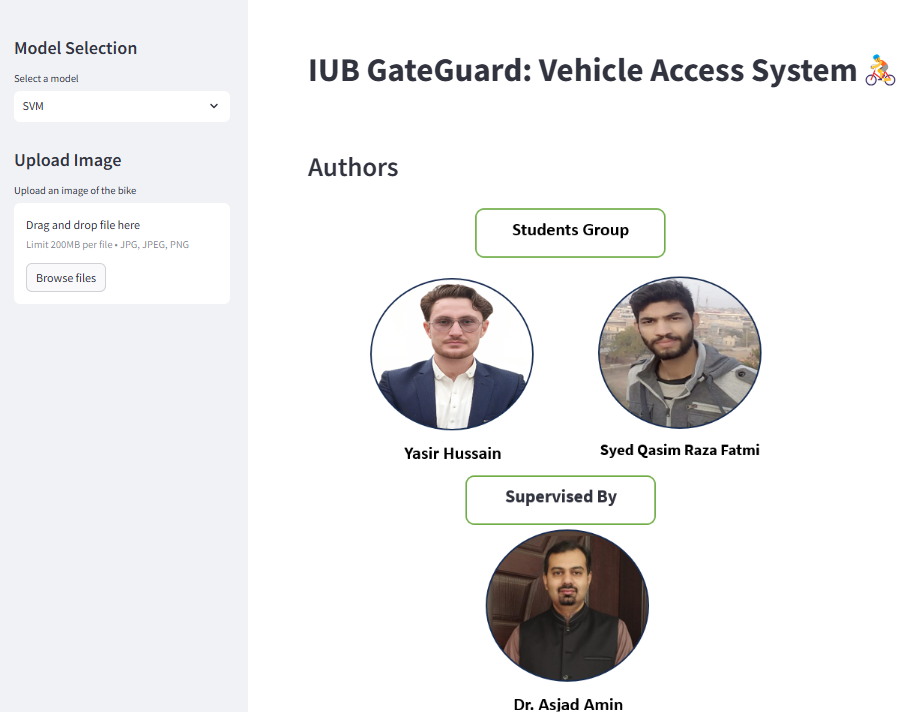 Model Selection
Select a model
SVM
Upload Image
Upload an image of the bike
Drag and drop file here
Limit 200MB per file • JPG, JPEG, PNG
Browse files
IUB GateGuard: Vehicle Access System 🚴
Authors
Students Group
Yasir Hussain
Syed Qasim Raza Fatmi
Supervised By
Dr. Asjad Amin